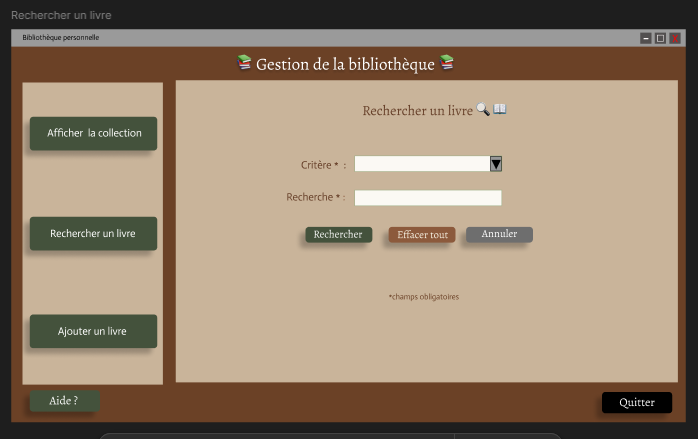 Rechercher un livre
Bibliothèque personnelle
Gestion de la bibliothèque
Afficher la collection
Rechercher un livre
Ajouter un livre
Aide ?
Rechercher un livre
Critère * :
Recherche * :
Rechercher
Effacer tout
Annuler
*champs obligatoires
Quitter